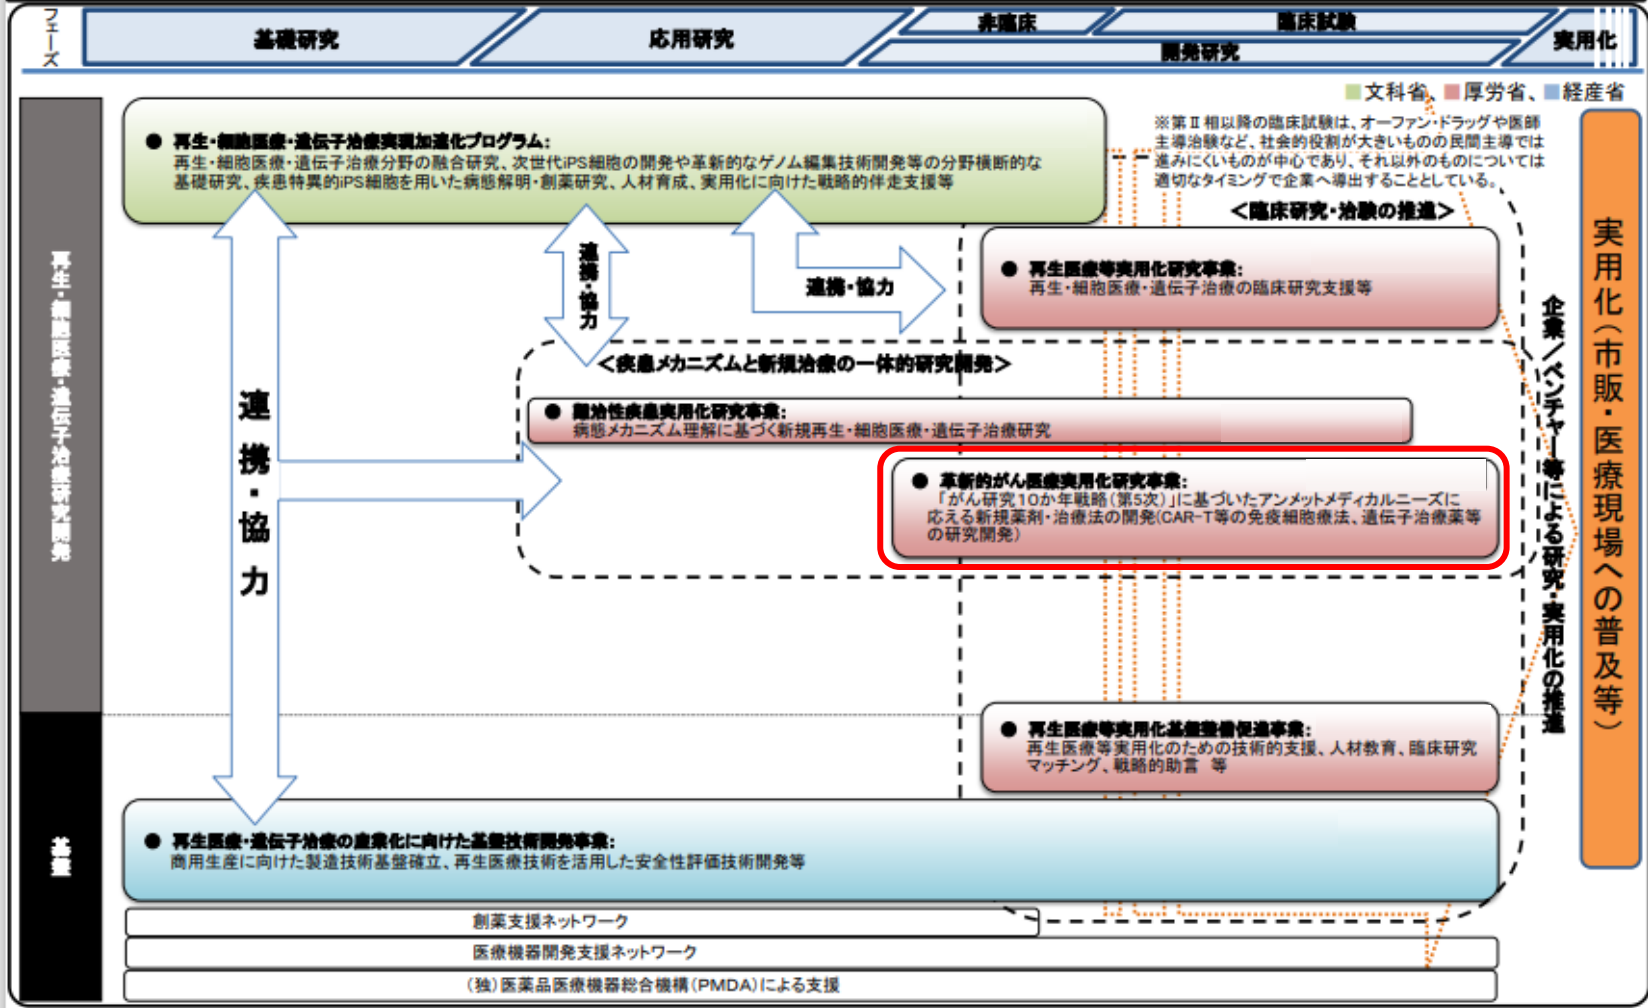 フェーズ
基礎研究
応用研究
非臨床
臨床試験
開発研究
実用化
文科省、厚労省、経産省
※第Ⅱ相以降の臨床試験は、オーファン・ドラッグや医師
主導治験など、社会的役割が大きいものの民間主導では
進みにくいものが中心であり、それ以外のものについては
適切なタイミングで企業へ導出することとしている。
再生・細胞医療・遺伝子治療研究開発
● 再生・細胞医療・遺伝子治療実現加速化プログラム:
再生・細胞医療・遺伝子治療分野の融合研究、次世代iPS細胞の開発や革新的なゲノム編集技術開発等の分野横断的な
基礎研究、疾患特異的iPS細胞を用いた病態解明・創薬研究、人材育成、実用化に向けた戦略的伴走支援等
<臨床研究・治験の推進>
● 再生医療等実用化研究事業:
再生・細胞医療・遺伝子治療の臨床研究支援等
連携・協力
連携・協力
連携・協力
<疾患メカニズムと新規治療の一体的研究開発>
● 難治性疾患実用化研究事業:
病態メカニズム理解に基づく新規再生・細胞医療・遺伝子治療研究
● 革新的がん医療実用化研究事業:
「がん研究10か年戦略(第5次)」に基づいたアンメットメディカルニーズに
応える新規薬剤・治療法の開発(CAR-T等の免疫細胞療法、遺伝子治療薬等
の研究開発)
企業/ベンチャー等による研究・実用化の推進
実用化(市販・医療現場への普及等)
基盤
● 再生医療等実用化基盤整備促進事業:
再生医療等実用化のための技術的支援、人材教育、臨床研究
マッチング、戦略的助言 等
● 再生医療・遺伝子治療の産業化に向けた基盤技術開発事業:
商用生産に向けた製造技術基盤確立、再生医療技術を活用した安全性評価技術開発等
創薬支援ネットワーク
医療機器開発支援ネットワーク
(独)医薬品医療機器総合機構(PMDA)による支援